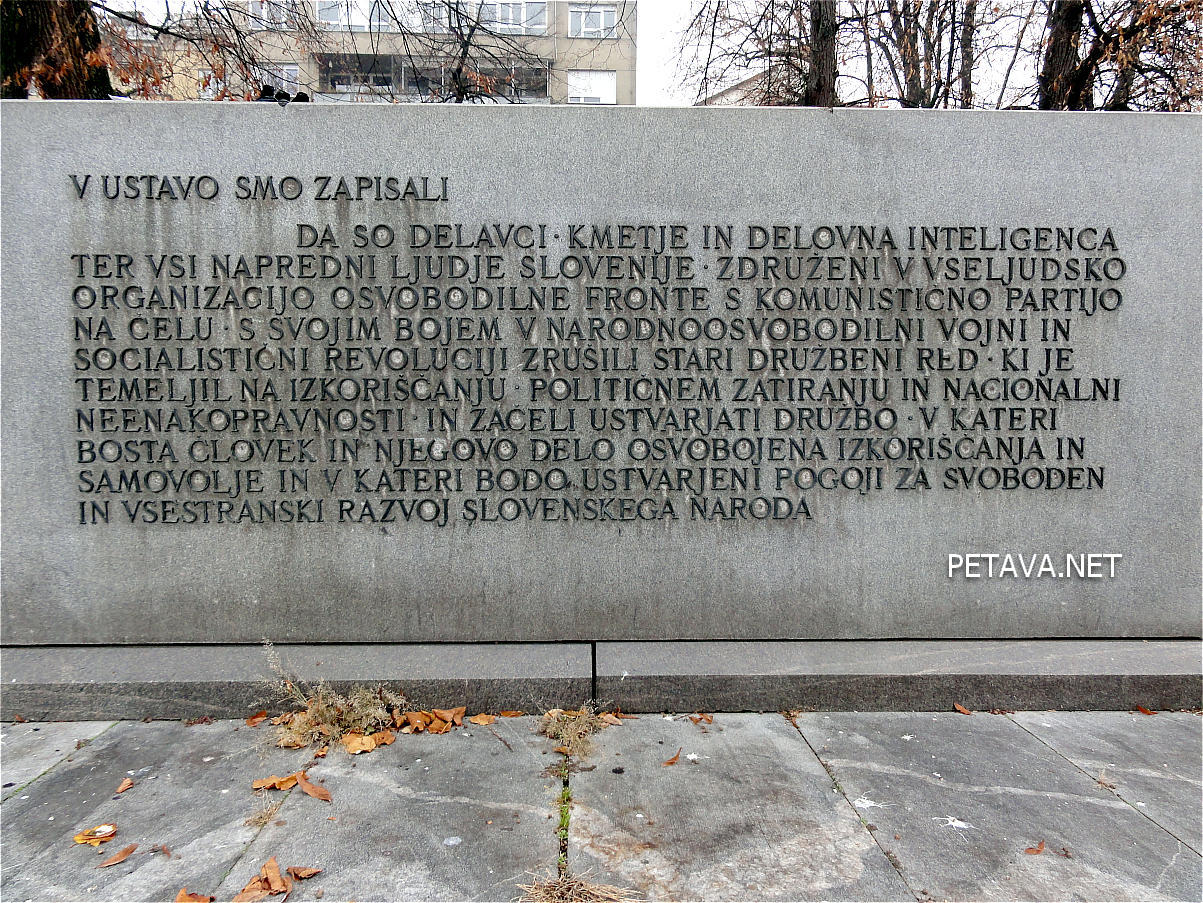 V USTAVO SMO ZAPISALI
DA SO DELAVCI · KMETJE IN DELOVNA INTELIGENCA
TER VSI NAPREDNI LJUDJE SLOVENIJE · ZDRUŽENI V VSELJUDSKO
ORGANIZACIJO OSVOBODILNE FRONTE S KOMUNISTIČNO PARTIJO
NA ČELU · S SVOJIM BOJEM V NARODNOOSVOBODILNI VOJNI IN
SOCIALISTIČNI REVOLUCIJI ZRUŠILI STARI DRUŽBENI RED · KI JE
TEMELJIL NA IZKORIŠČANJU · POLITIČNEM ZATIRANJU IN NACIONALNI
NEENAKOPRAVNOSTI · IN ZAČELI USTVARJATI DRUŽBO · V KATERI
BOSTA ČLOVEK IN NJEGOVO DELO OSVOBOJENA IZKORIŠČANJA IN
SAMOVOLJE IN V KATERI BODO USTVARJENI POGOJI ZA SVOBODEN
IN VSESTRANSKI RAZVOJ SLOVENSKEGA NARODA
PETAVA.NET